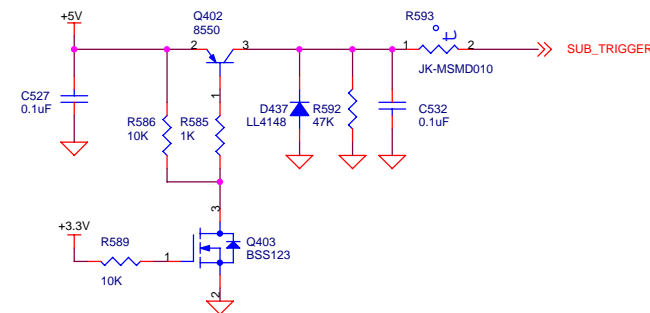 +5V
Q402
8550
R593
2
3
1
2
SUB_TRIGGER
JK-MSMD010
C527
0.1uF
1
R586
10K
R585
1K
D437
LL4148
R592
47K
C532
0.1uF
+3.3V
3
R589
1
Q403
BSS123
10K
2